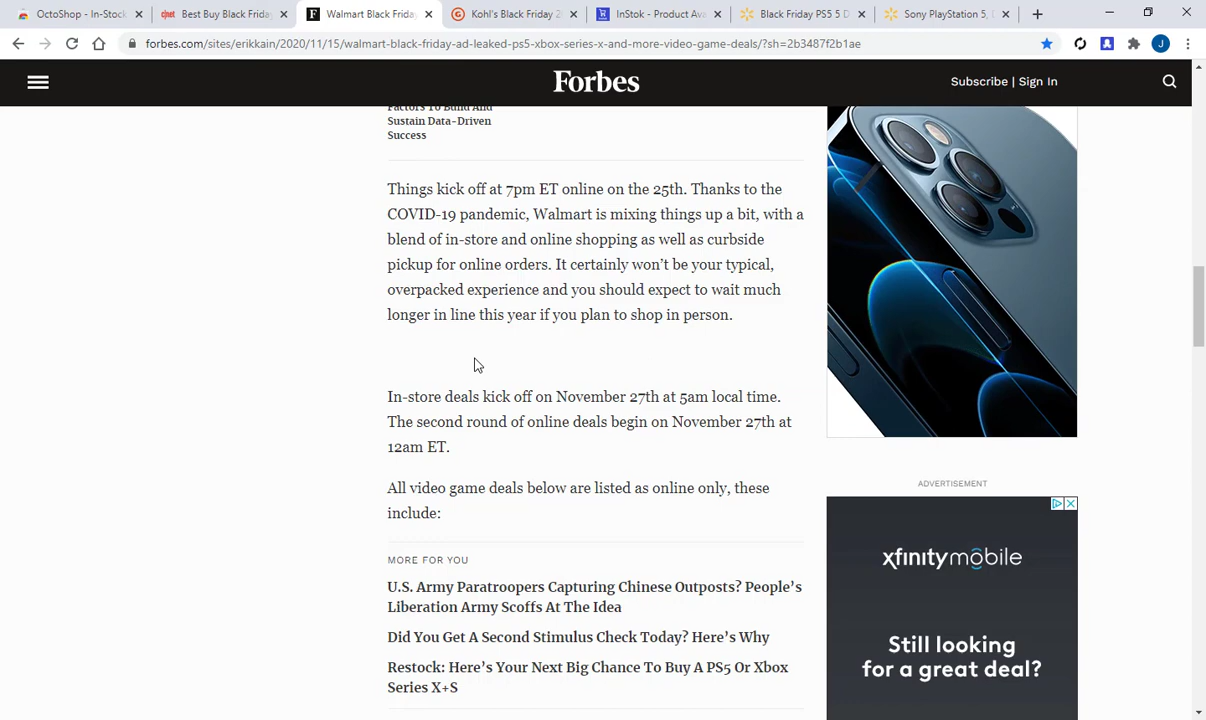 OctoShop - In-Stock
cnet
Best Buy Black Friday
F
Walmart Black Friday
G
Kohl's Black Friday 2
InStok - Product Ava
Black Friday PS5 5 D
Sony PlayStation 5,
forbes.com/sites/erikkain/2020/11/15/walmart-black-friday-ad-leaked-ps5-xbox-series-x-and-more-video-game-deals/?sh=2b3487f2b1ae
J
Forbes
Subscribe | Sign In
Factors To Build And
Sustain Data-Driven
Success
Things kick off at 7pm ET online on the 25th. Thanks to the
COVID-19 pandemic, Walmart is mixing things up a bit, with a
blend of in-store and online shopping as well as curbside
pickup for online orders. It certainly won't be your typical,
overpacked experience and you should expect to wait much
longer in line this year if you plan to shop in person.
In-store deals kick off on November 27th at 5am local time.
The second round of online deals begin on November 27th at
12am ET.
All video game deals below are listed as online only, these
include:
MORE FOR YOU
U.S. Army Paratroopers Capturing Chinese Outposts? People's
Liberation Army Scoffs At The Idea
Did You Get A Second Stimulus Check Today? Here's Why
Restock: Here's Your Next Big Chance To Buy A PS5 Or Xbox
Series X+S
ADVERTISEMENT
xfinity mobile
Still looking
for a great deal?